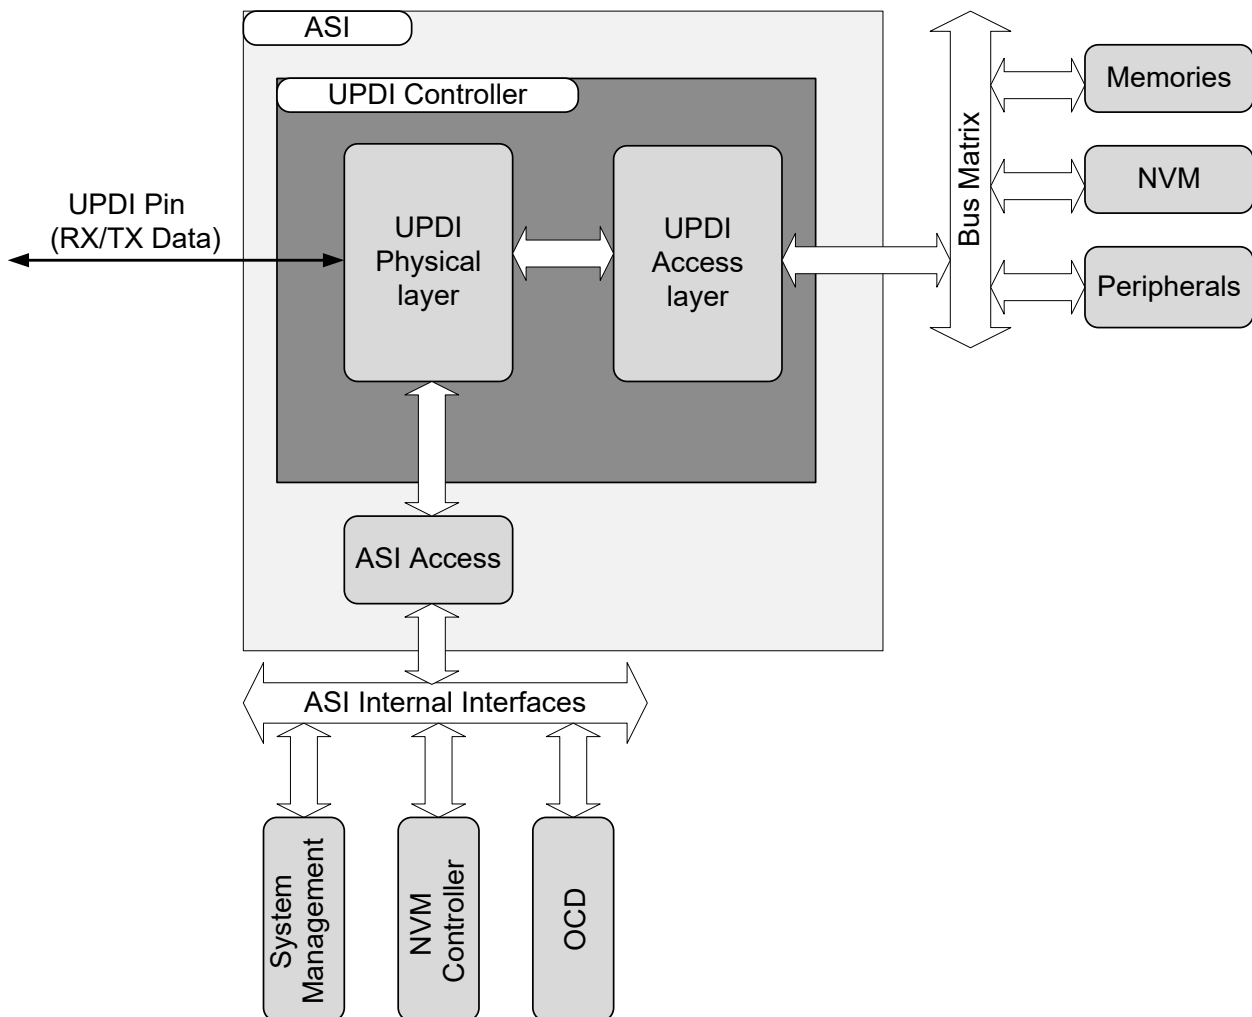 ASI
UPDI Controller
UPDI Pin
(RX/TX Data)
UPDI
Physical
layer
UPDI
Access
layer
Bus Matrix
Memories
NVM
Peripherals
ASI Access
ASI Internal Interfaces
System
Management
NVM
Controller
OCD